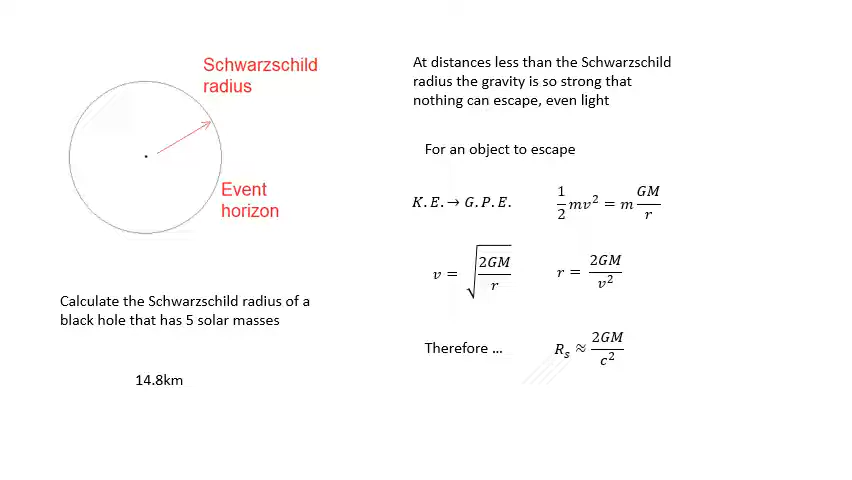 Schwarzschild
radius
Event
horizon
Calculate the Schwarzschild radius of a
black hole that has 5 solar masses
14.8km
At distances less than the Schwarzschild
radius the gravity is so strong that
nothing can escape, even light
For an object to escape
K.E.→ G.P.E. 1/2 mv² = m GM/r
v = √(2GM/r) r = 2GM/v²
Therefore … Rₛ ≈ 2GM/c²